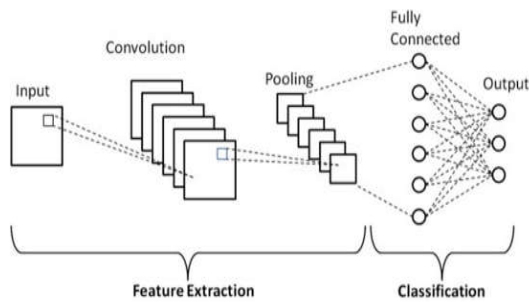 Input
Convolution
Pooling
Fully
Connected
Output
Feature Extraction
Classification